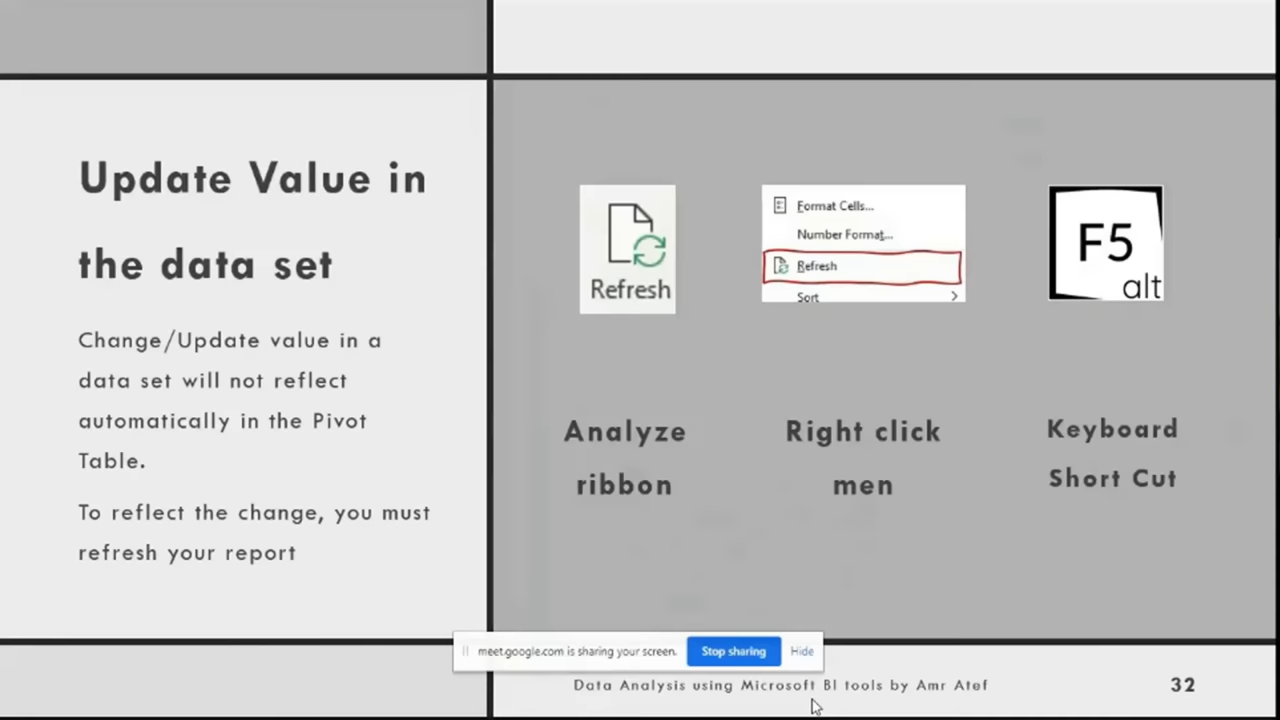 Update Value in
the data set
Change/Update value in a
data set will not reflect
automatically in the Pivot
Table.
To reflect the change, you must
refresh your report
Refresh
Format Cells...
Number Format...
Refresh
Sort
F5
alt
Analyze
ribbon
Right click
men
Keyboard
Short Cut
meet.google.com is sharing your screen.
Stop sharing
Hide
Data Analysis using Microsoft BI tools by Amr Atef
32